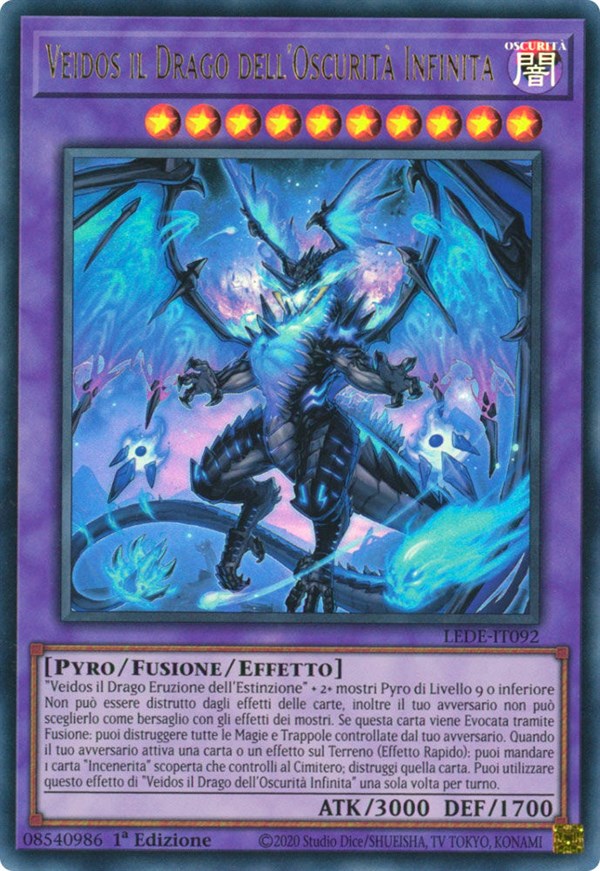 Veidos il Drago dell'Oscurità Infinita
OSCURITÀ
闇
LEDE-IT092
[Pyro/Fusione/Effetto]
"Veidos il Drago Eruzione dell'Estinzione" + 2+ mostri Pyro di Livello 9 o inferiore
Non può essere distrutto dagli effetti delle carte, inoltre il tuo avversario non può
sceglierlo come bersaglio con gli effetti dei mostri. Se questa carta viene Evocata tramite
Fusione: puoi distruggere tutte le Magie e Trappole controllate dal tuo avversario. Quando
il tuo avversario attiva una carta o un effetto sul Terreno (Effetto Rapido): puoi mandare
1 carta "Incenerita" scoperta che controlli al Cimitero; distruggi quella carta. Puoi utilizzare
questo effetto di "Veidos il Drago dell'Oscurità Infinita" una sola volta per turno.
ATK/3000 DEF/1700
08540986 1ª Edizione ©2020 Studio Dice/SHUEISHA, TV TOKYO, KONAMI